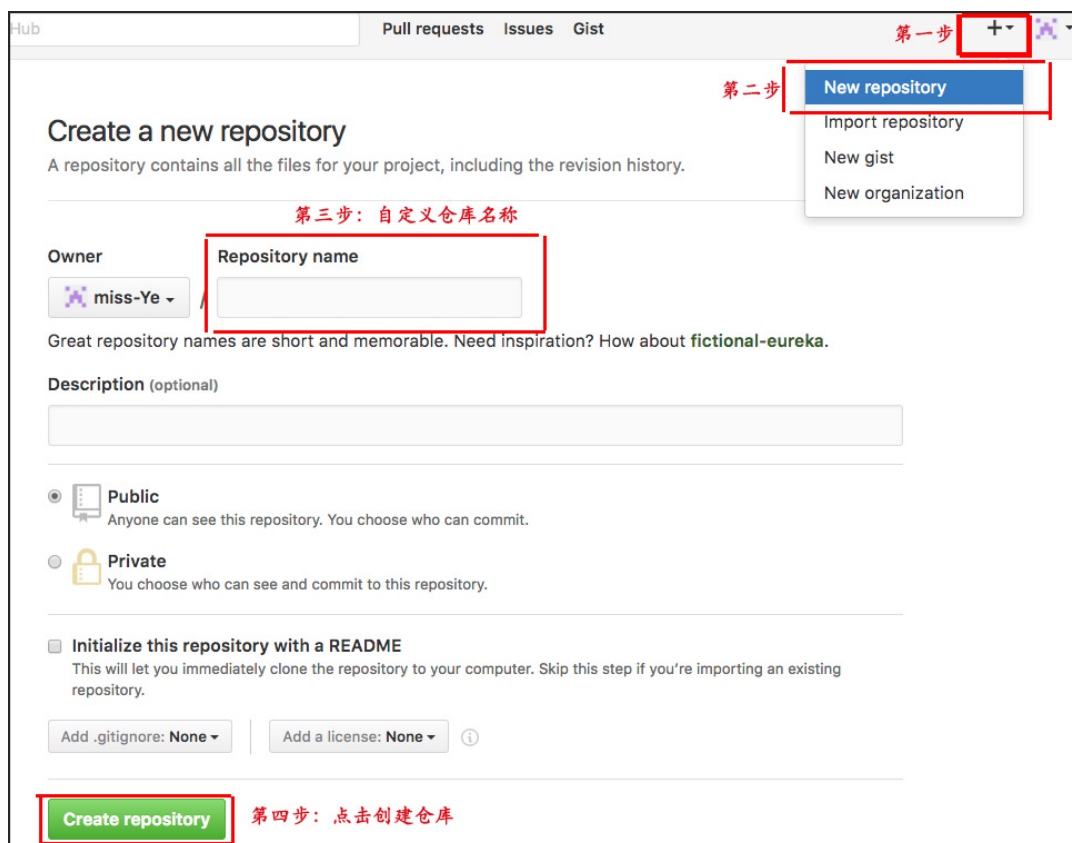 Hub
Pull requests Issues Gist
第一步
第二步
New repository
Import repository
New gist
New organization
Create a new repository
A repository contains all the files for your project, including the revision history.
第三步：自定义仓库名称
Owner
Repository name
miss-Ye
/
Great repository names are short and memorable. Need inspiration? How about fictional-eureka.
Description (optional)
Public
Anyone can see this repository. You choose who can commit.
Private
You choose who can see and commit to this repository.
Initialize this repository with a README
This will let you immediately clone the repository to your computer. Skip this step if you’re importing an existing
repository.
Add .gitignore: None
Add a license: None
Create repository
第四步：点击创建仓库